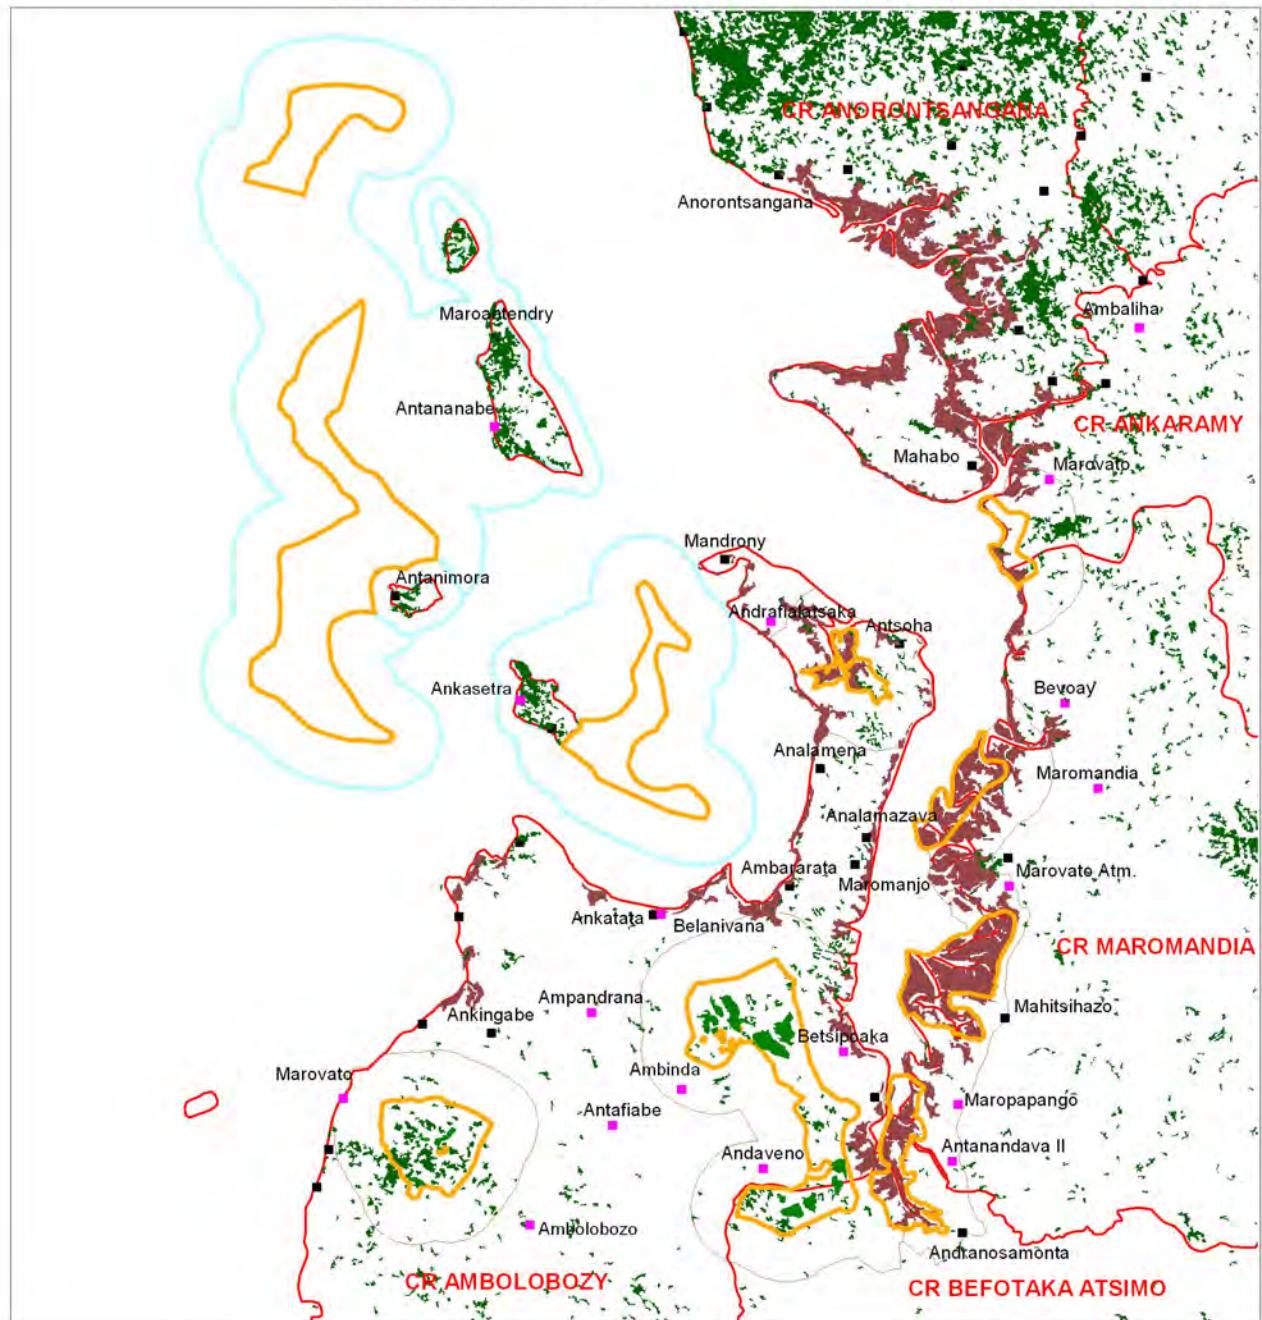 CR ANORONTSANGANA
Anorontsangana
Ambaliha
Maroantendry
Antananabe
CR ANKARAMY
Mahabo
Marovato
Mandrony
Antanimora
Andrafialatsaka
Antsoha
Ankasetra
Bevoay
Analamena
Maromandia
Analamazava
Ambararata
Maromanjo
Marovato Atm.
Ankatata
Belanivana
CR MAROMANDIA
Ampandrana
Ankingabe
Mahitsihazo
Betsipoaka
Marovato
Ambinda
Antafiabe
Maropapango
Andaveno
Antanandava II
Ambolobozo
Andranosamonta
CR AMBOLOBOZY
CR BEFOTAKA ATSIMO